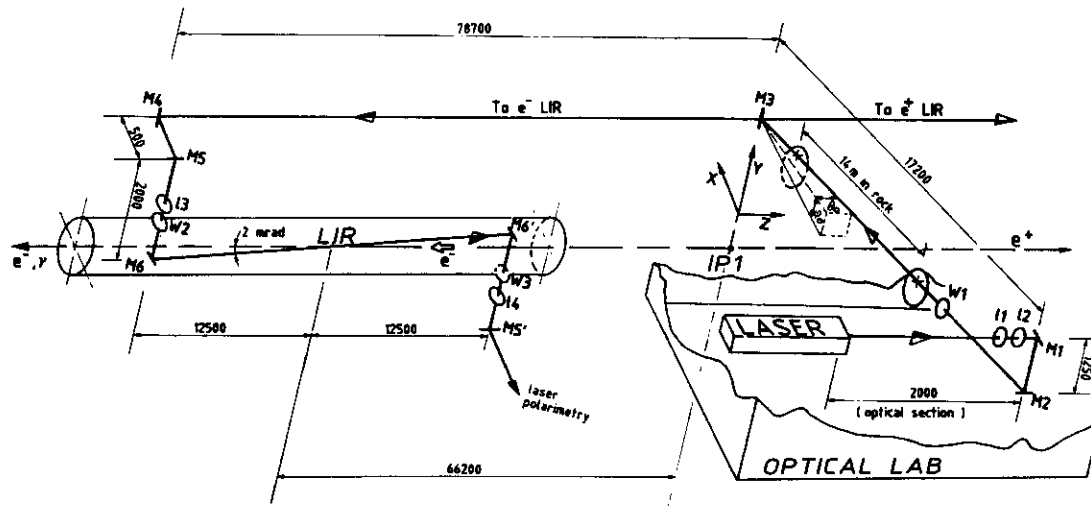 78700
M4
To e⁻ LIR
M3
To e⁺ LIR
500
M5
2000
17200
14m in rock
X
Y
Z
l3
W2
M6'
2 mrad
LIR
e⁻
e⁺
e⁻, γ
M6
IP1
W3
W1
l4
l1
l2
LASER
M1
12500
12500
M5'
1250
2000
M2
laser
polarimetry
(optical section)
66200
OPTICAL LAB